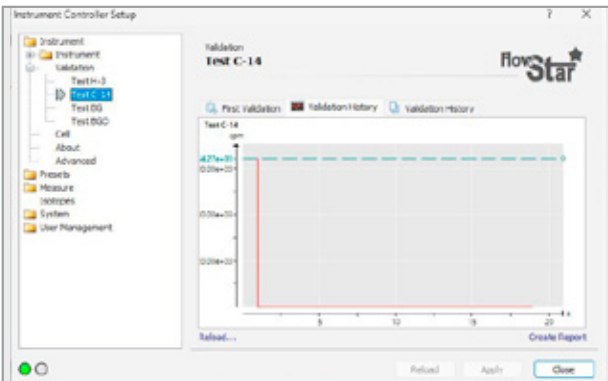 Instrument Controller Setup
? X
Instrument
Instrument
Validation
Test H-3
Test C-14
Test BG
Test BGO
Cell
About
Advanced
Presets
Measure
Isotopes
System
User Management
Validation
Test C-14
flowStar
First Validation
Validation History
Validation History
Test C-14
cpm
5
10
15
20
Reload...
Create Report
Reload
Apply
Close